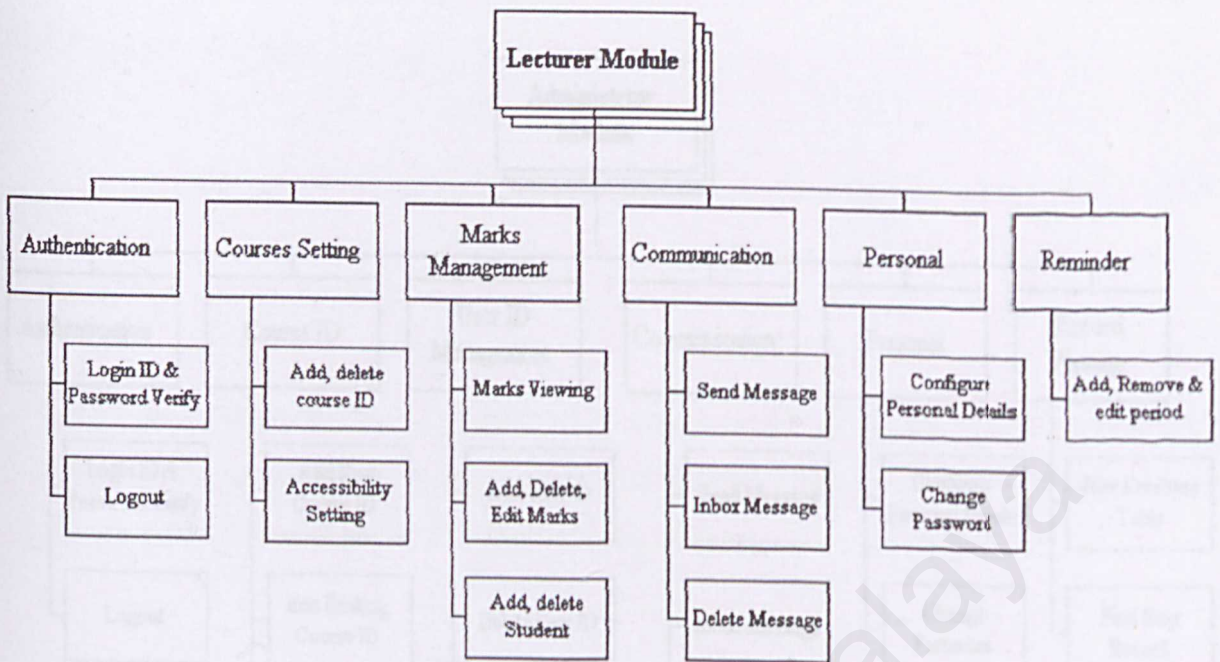 Lecturer Module
Authentication
Courses Setting
Marks
Management
Communication
Personal
Reminder
Login ID &
Password Verify
Add, delete
course ID
Marks Viewing
Send Message
Configure
Personal Details
Add, Remove &
edit period
Logout
Accessibility
Setting
Add, Delete,
Edit Marks
Inbox Message
Change
Password
Add, delete
Student
Delete Message
alaya